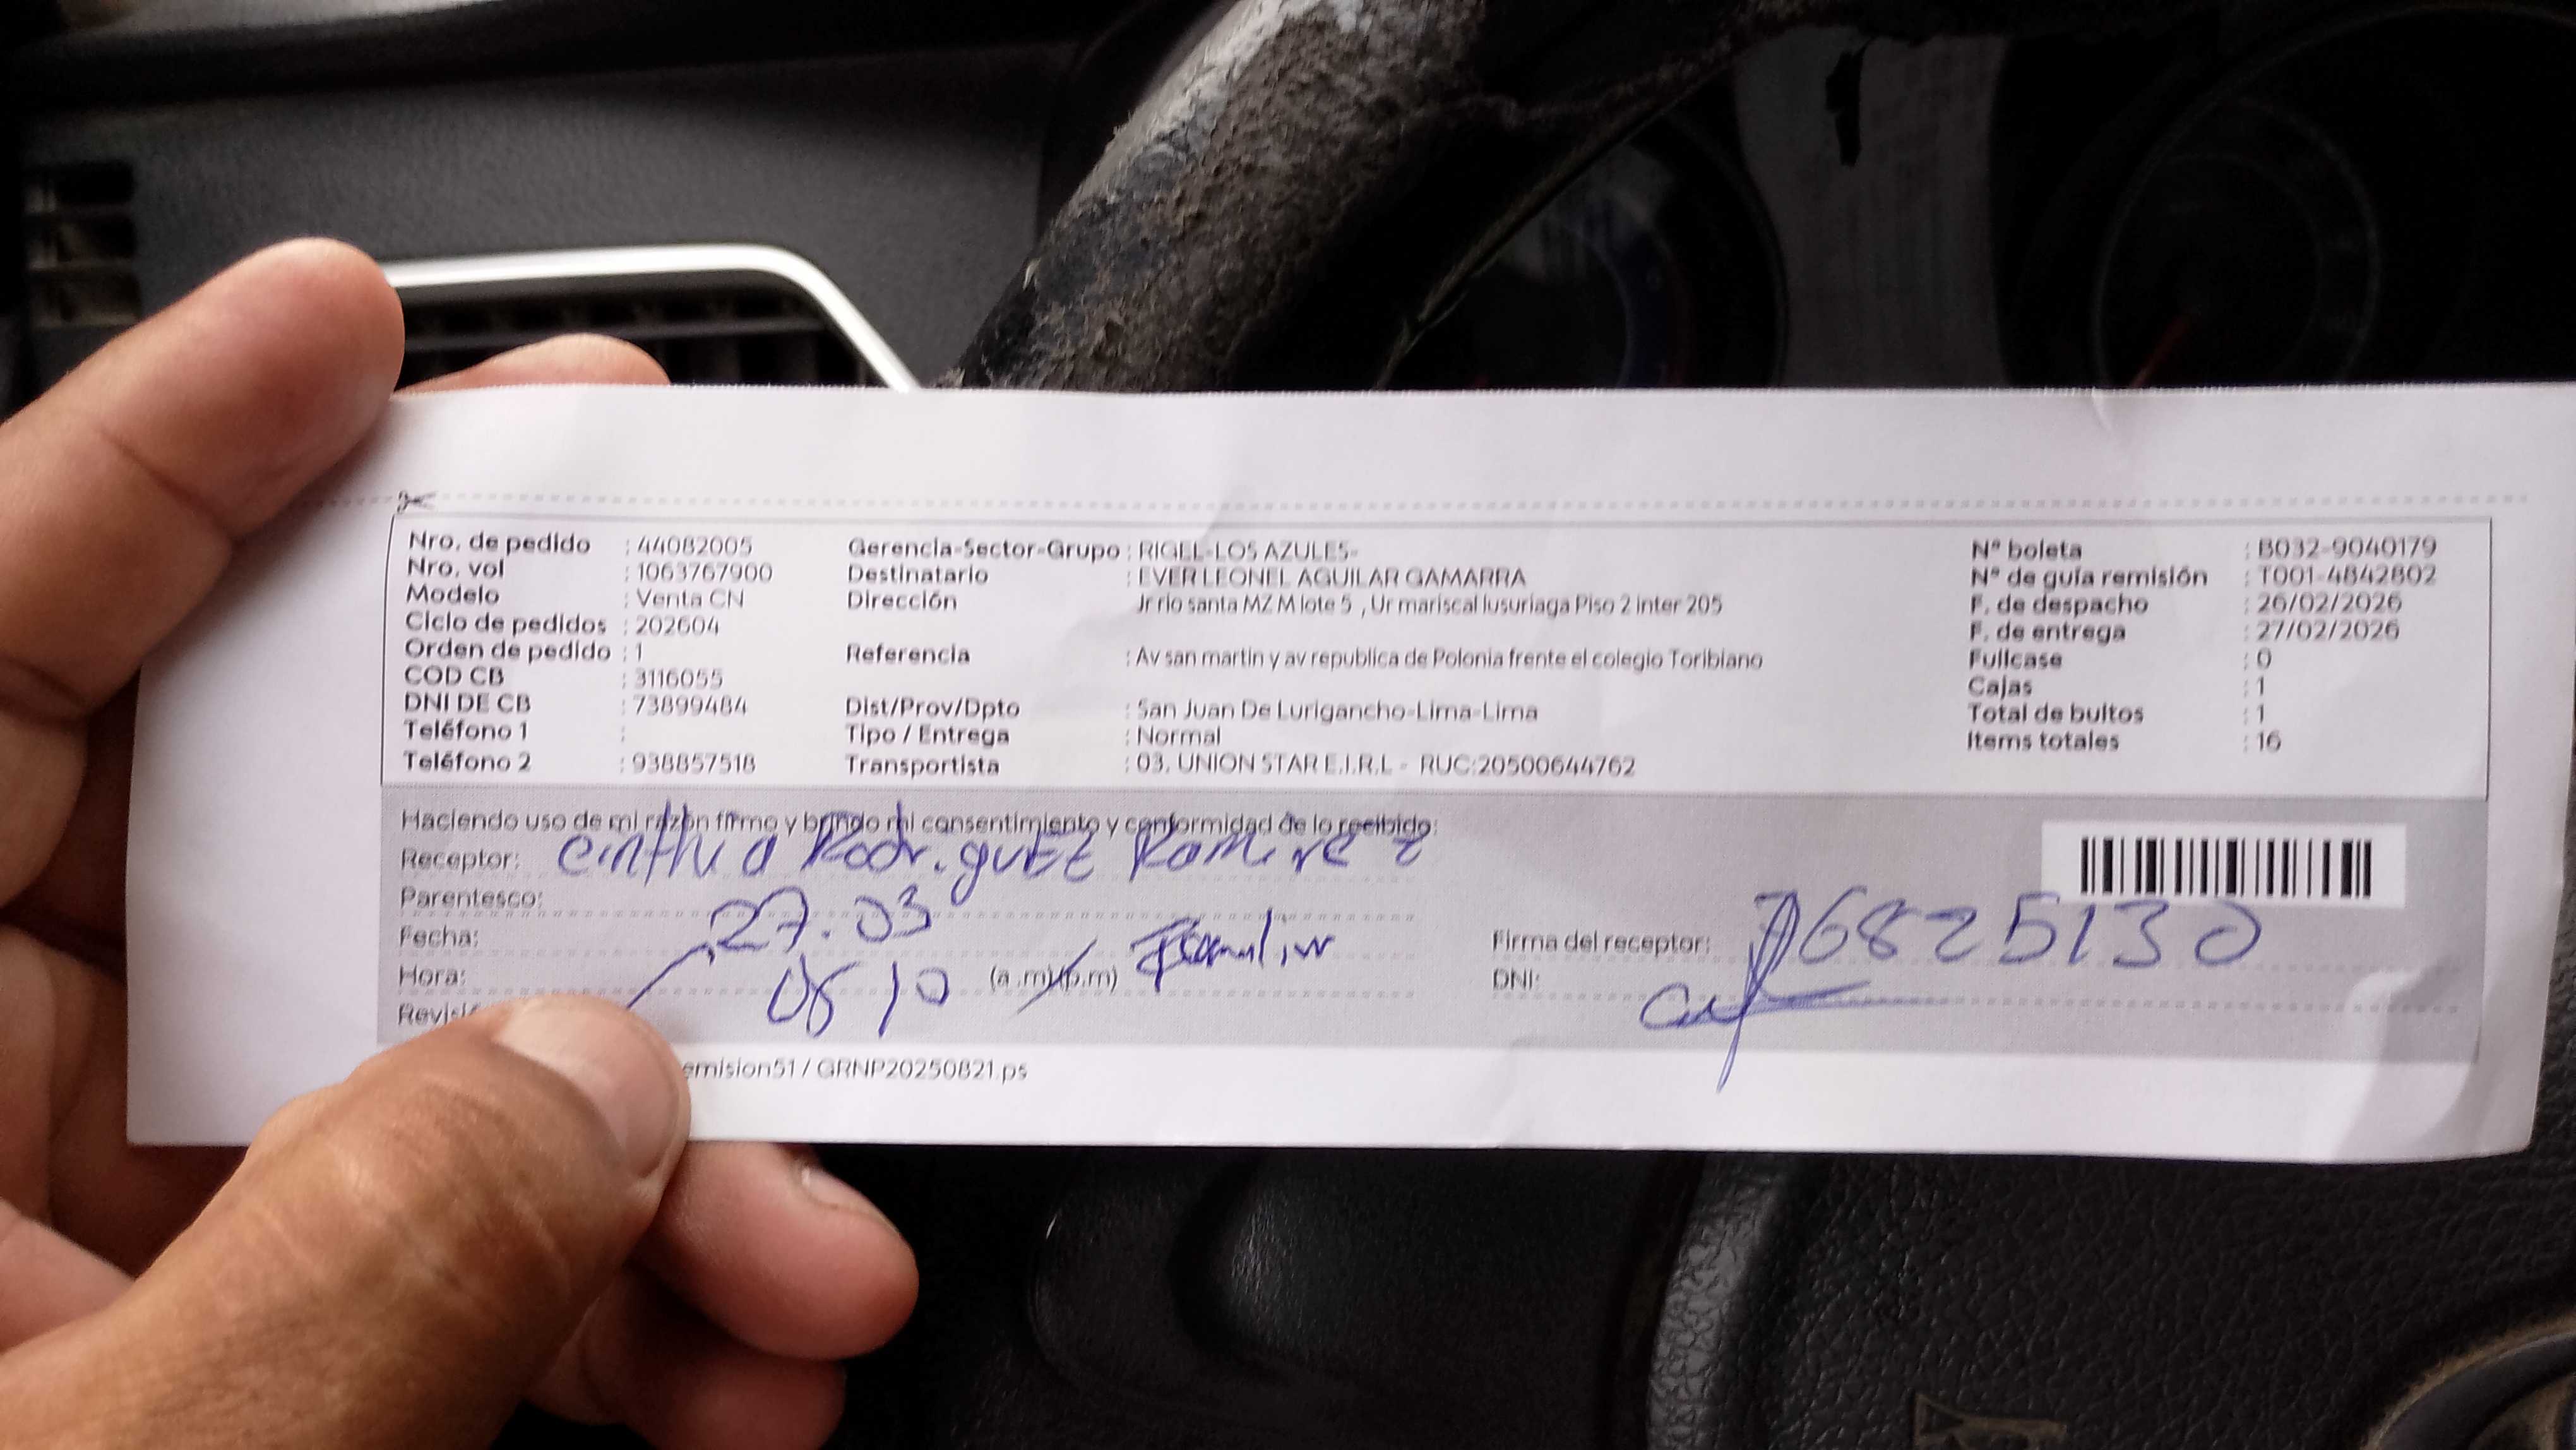 Nro. de pedido : 44082005 Gerencia-Sector-Grupo : RIGEL-LOS AZULES- N° boleta : B032-9040179
Nro. vol : 1063767900 Destinatario : EVER LEONEL AGUILAR GAMARRA N° de guia remisión : T001-4842802
Modelo : Venta CN Dirección Jr rio santa MZ M lote 5 , Ur mariscal lusuriaga Piso 2 inter 205 F. de despacho : 26/02/2026
Ciclo de pedidos : 202604 F. de entrega : 27/02/2026
Orden de pedido : 1 Referencia : Av san martin y av republica de Polonia frente el colegio Toribiano Fullcase : 0
COD CB : 3116055 Cajas : 1
DNI DE CB : 73899484 Dist/Prov/Dpto : San Juan De Lurigancho-Lima-Lima Total de bultos : 1
Teléfono 1 : Tipo / Entrega : Normal Items totales : 16
Teléfono 2 : 938857518 Transportista : 03. UNION STAR E.I.R.L - RUC:20500644762
Haciendo uso de mi razón firmo y brindo mi consentimiento y conformidad de lo recibido:
Receptor: Cinthia Rodriguez Ramirez
Parentesco:
Fecha: 27.03 Familiar Firma del receptor: 76825130
Hora: 10 (a.m)/(p.m) DNI:
emision51 / GRNP20250821.ps